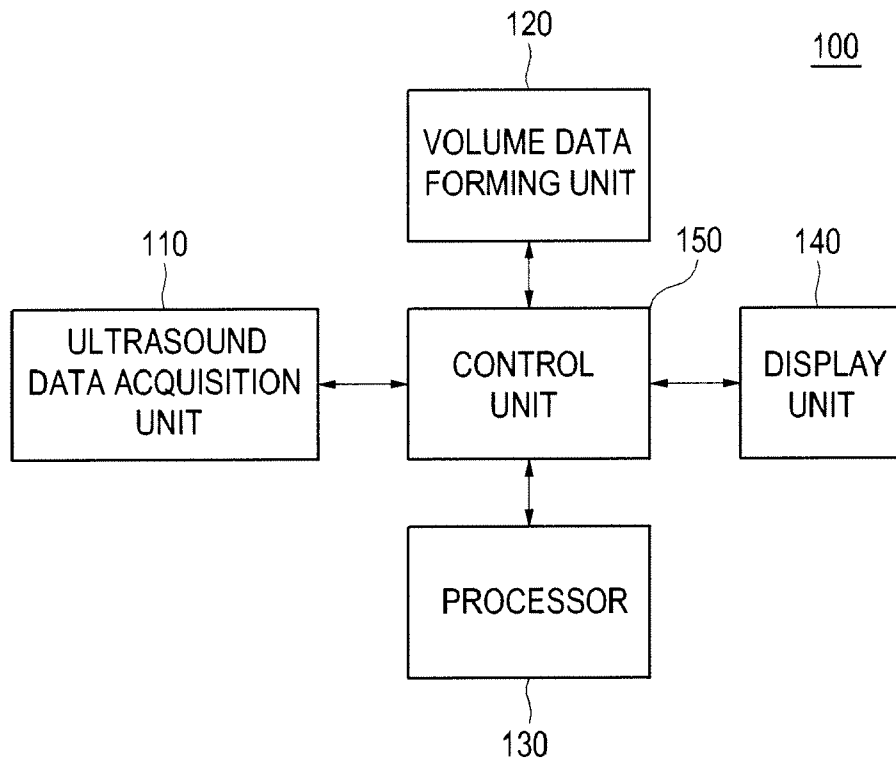 120
100
VOLUME DATA
FORMING UNIT
110
150
140
ULTRASOUND
DATA ACQUISITION
UNIT
CONTROL
UNIT
DISPLAY
UNIT
PROCESSOR
130